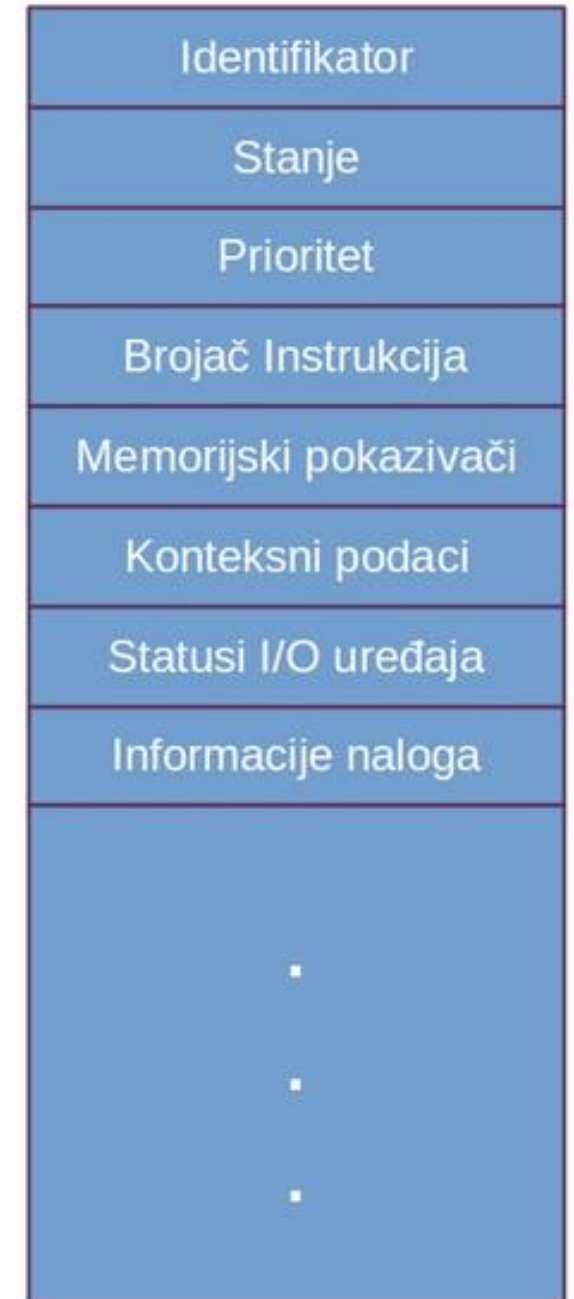 Identifikator
Stanje
Prioritet
Brojač Instrukcija
Memorijski pokazivači
Konteksni podaci
Statusi I/O uređaja
Informacije naloga
.
.
.